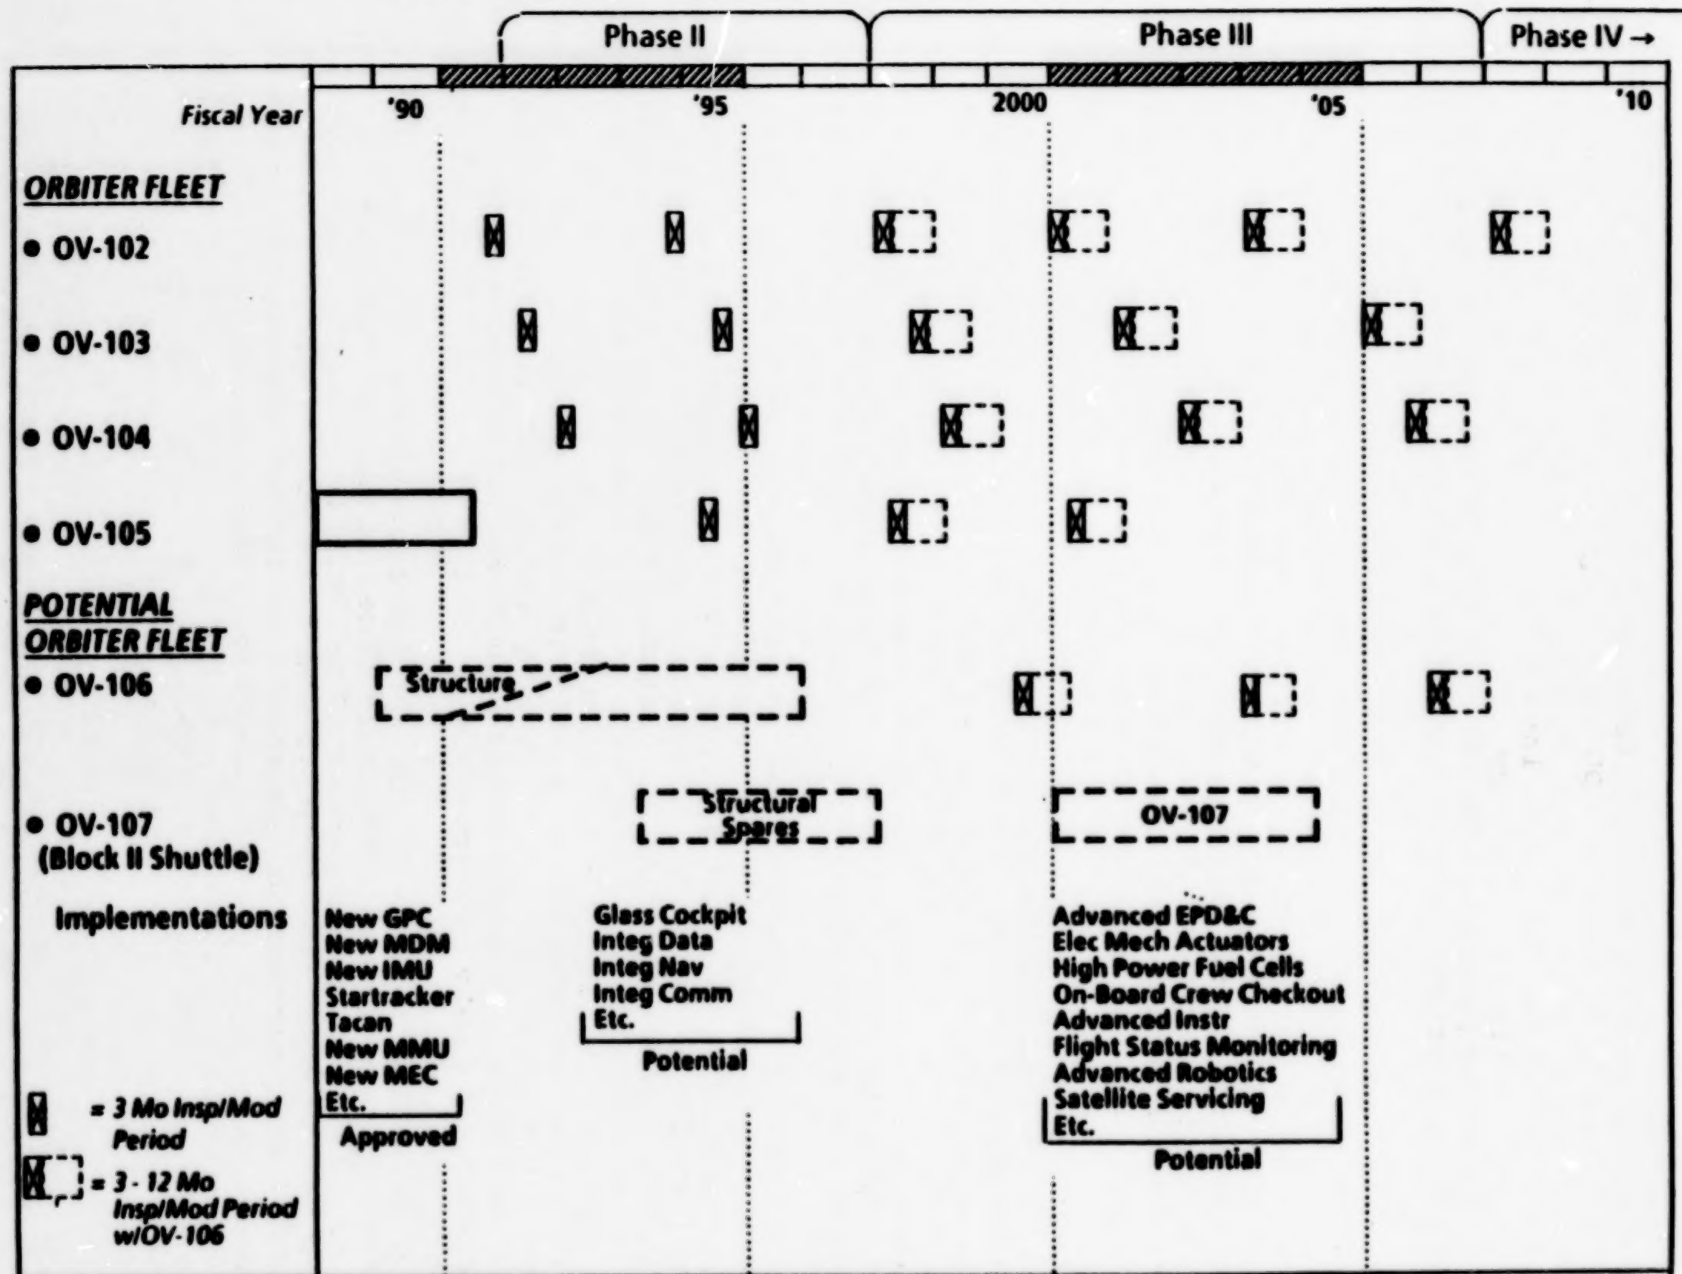 Phase II
Phase III
Phase IV →
Fiscal Year
'90
'95
2000
'05
'10
ORBITER FLEET
● OV-102
● OV-103
● OV-104
● OV-105
POTENTIAL
ORBITER FLEET
● OV-106
Structure
● OV-107
(Block II Shuttle)
Structural
Spares
OV-107
Implementations
New GPC
New MDM
New IMU
Startracker
Tacan
New MMU
New MEC
Etc.
Approved
Glass Cockpit
Integ Data
Integ Nav
Integ Comm
Etc.
Potential
Advanced EPD&C
Elec Mech Actuators
High Power Fuel Cells
On-Board Crew Checkout
Advanced Instr
Flight Status Monitoring
Advanced Robotics
Satellite Servicing
Etc.
Potential
= 3 Mo Insp/Mod
Period
= 3 - 12 Mo
Insp/Mod Period
w/OV-106